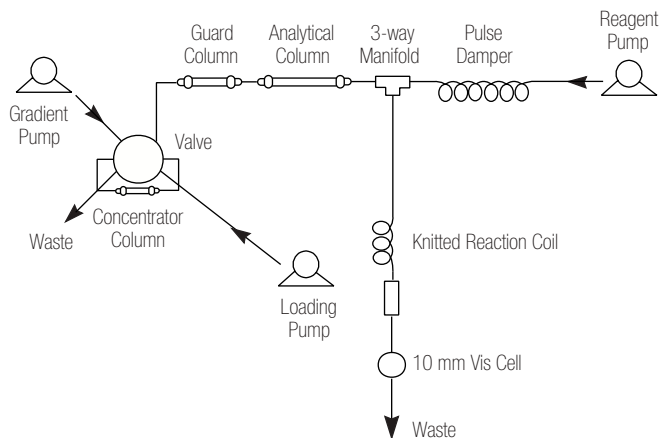 Guard
Column
Analytical
Column
3-way
Manifold
Pulse
Damper
Reagent
Pump
Gradient
Pump
Valve
Concentrator
Column
Waste
Loading
Pump
Knitted Reaction Coil
10 mm Vis Cell
Waste